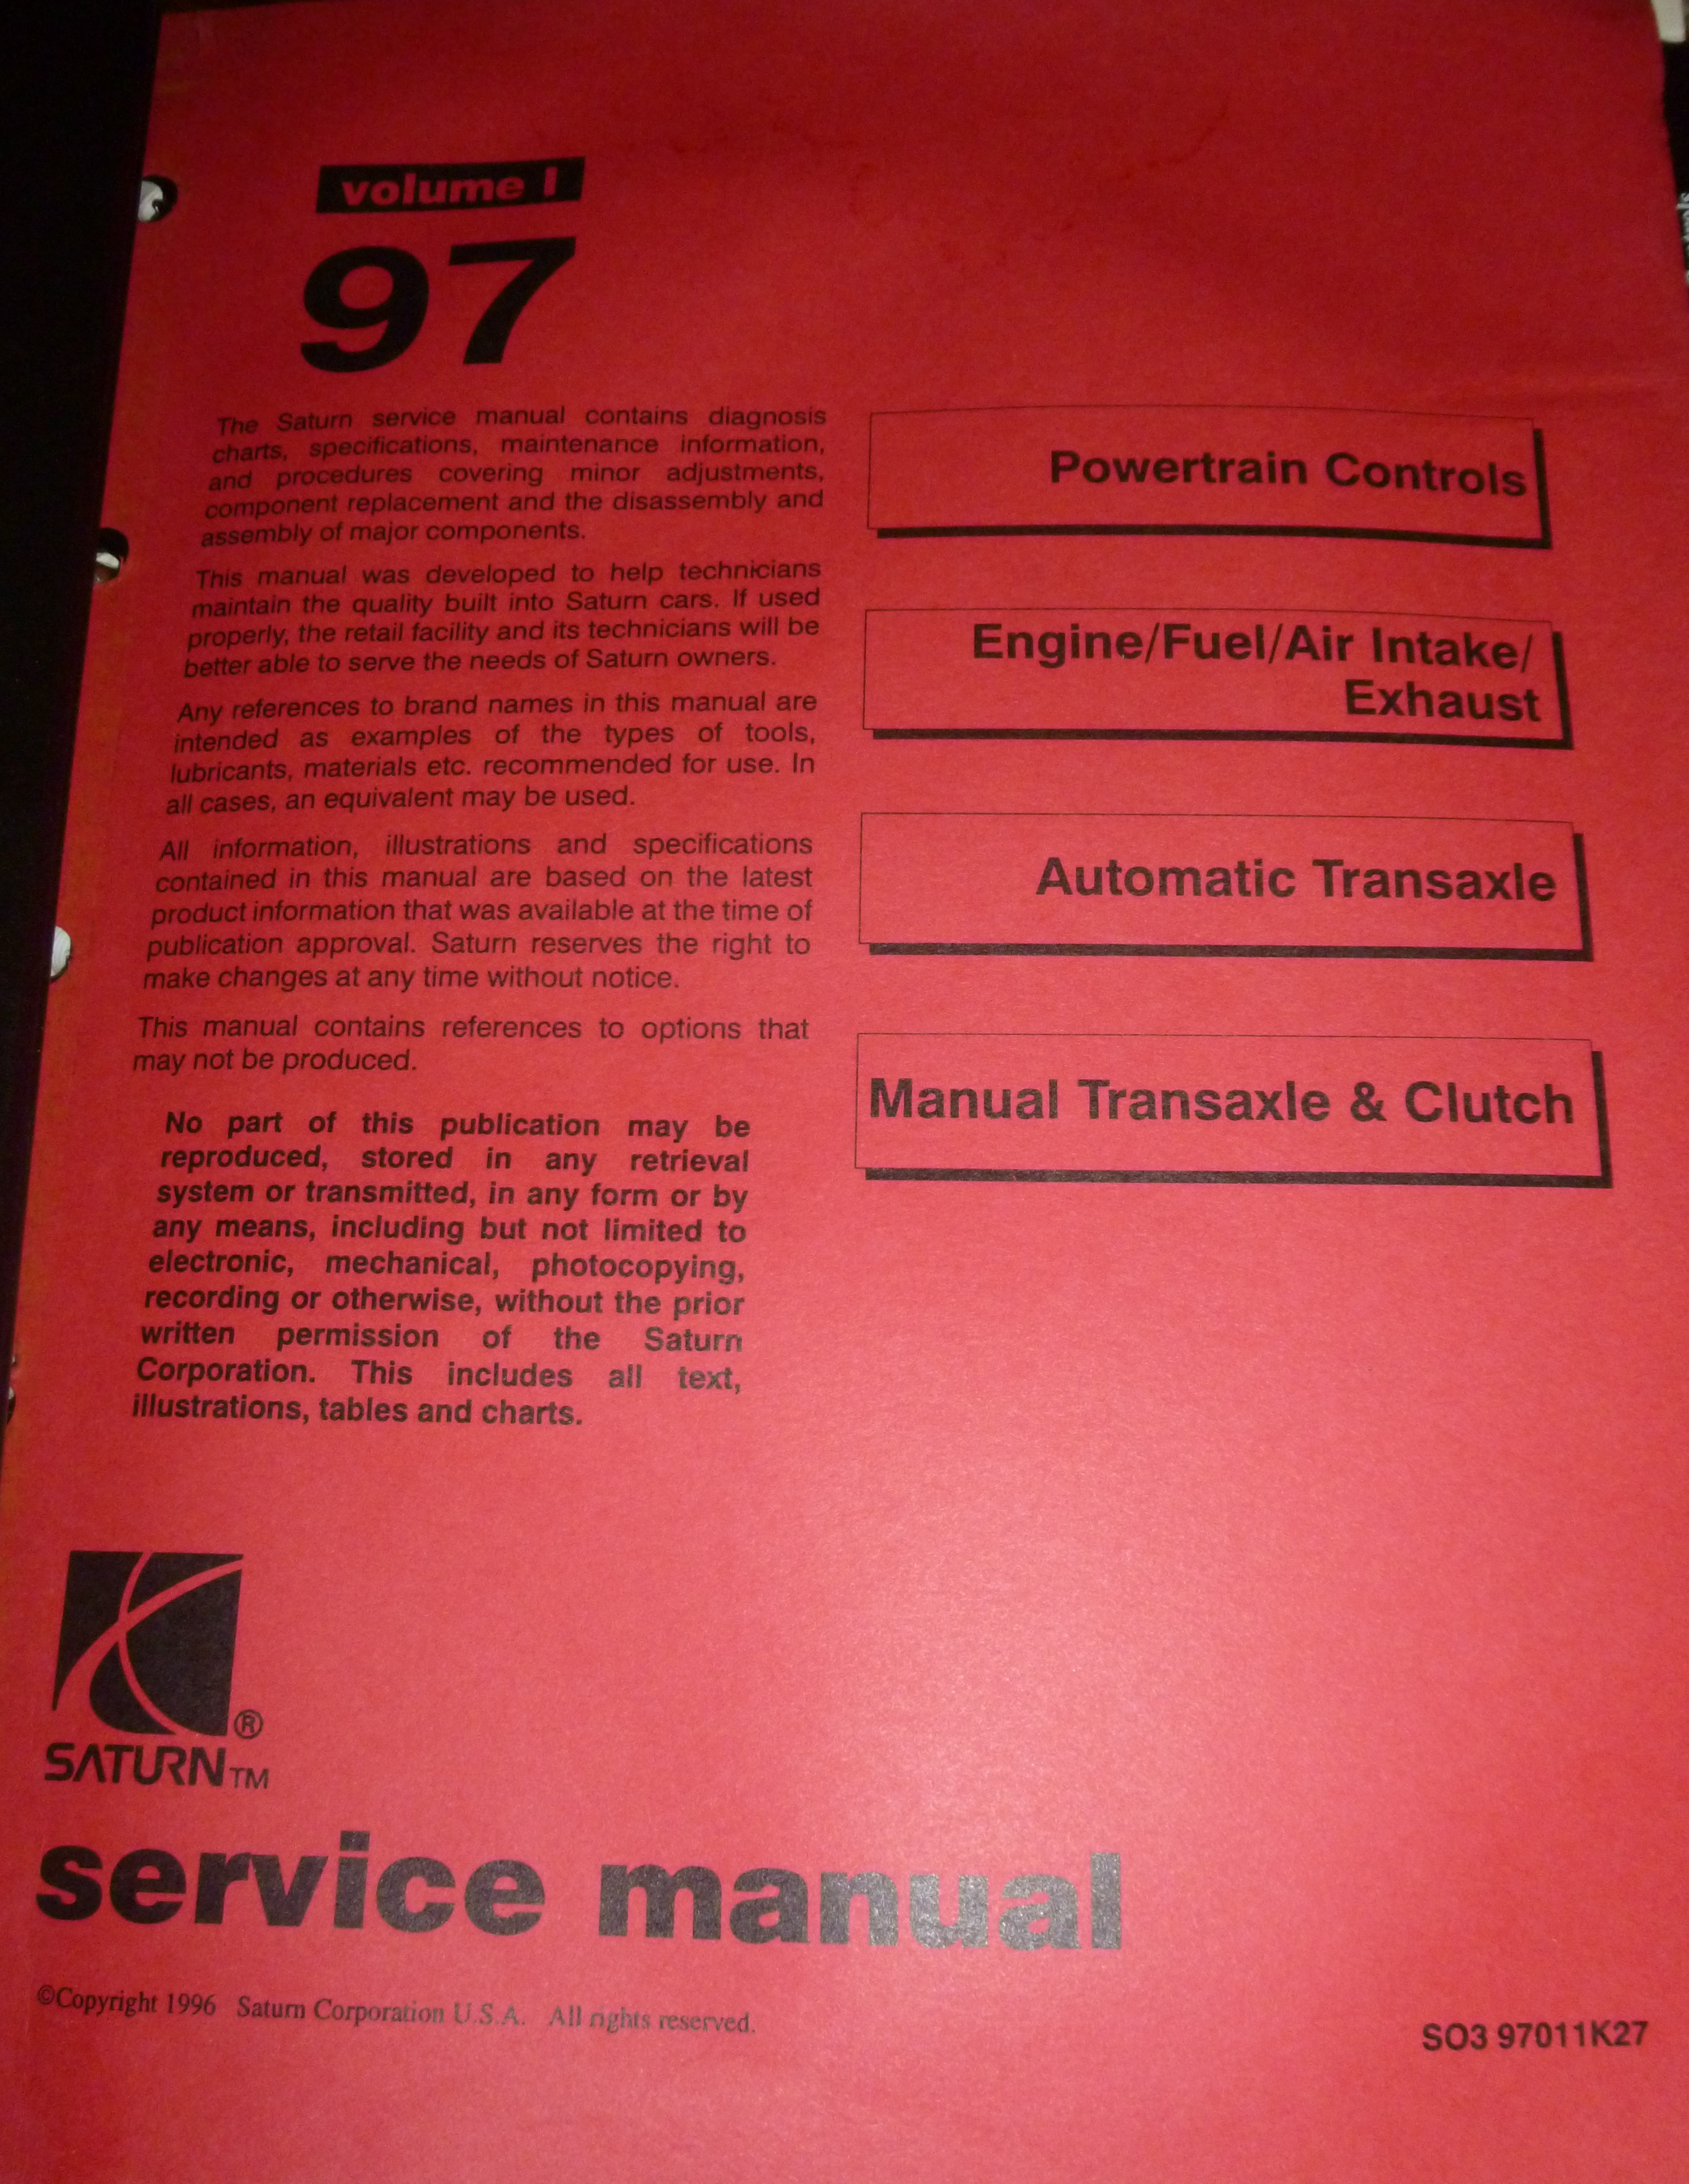 volume I
97
The Saturn service manual contains diagnosis
charts, specifications, maintenance information,
and procedures covering minor adjustments,
component replacement and the disassembly and
assembly of major components.
This manual was developed to help technicians
maintain the quality built into Saturn cars. If used
properly, the retail facility and its technicians will be
better able to serve the needs of Saturn owners.
Any references to brand names in this manual are
intended as examples of the types of tools,
lubricants, materials etc. recommended for use. In
all cases, an equivalent may be used.
All information, illustrations and specifications
contained in this manual are based on the latest
product information that was available at the time of
publication approval. Saturn reserves the right to
make changes at any time without notice.
This manual contains references to options that
may not be produced.
No part of this publication may be
reproduced, stored in any retrieval
system or transmitted, in any form or by
any means, including but not limited to
electronic, mechanical, photocopying,
recording or otherwise, without the prior
written permission of the Saturn
Corporation. This includes all text,
illustrations, tables and charts.
Powertrain Controls
Engine/Fuel/Air Intake/
Exhaust
Automatic Transaxle
Manual Transaxle & Clutch
®
SATURN TM
service manual
©Copyright 1996 Saturn Corporation U.S.A. All rights reserved.
SO3 97011K27